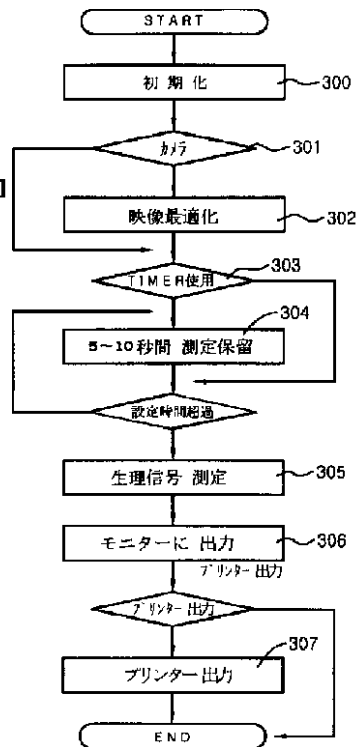 START
初期化
300
カメラ
301
]
映像最適化
302
303
TIMER使用
304
5~10秒間 測定保留
設定時間超過
生理信号 測定
305
モニターに 出力
306
プリンター 出力
プリンター 出力
プリンター 出力
307
END